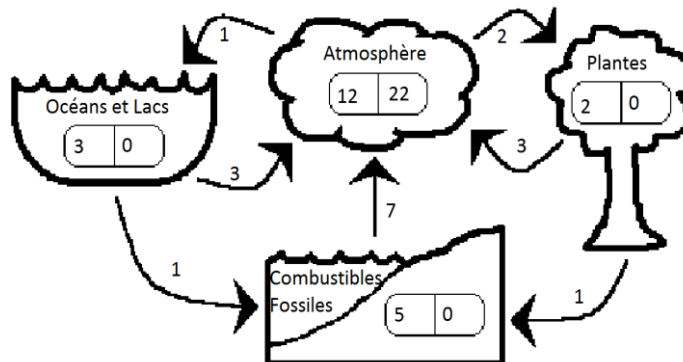 1
2
Atmosphère
12 22
Plantes
2 0
Océans et Lacs
3 0
3
3
7
1
Combustibles
Fossiles
5 0
1